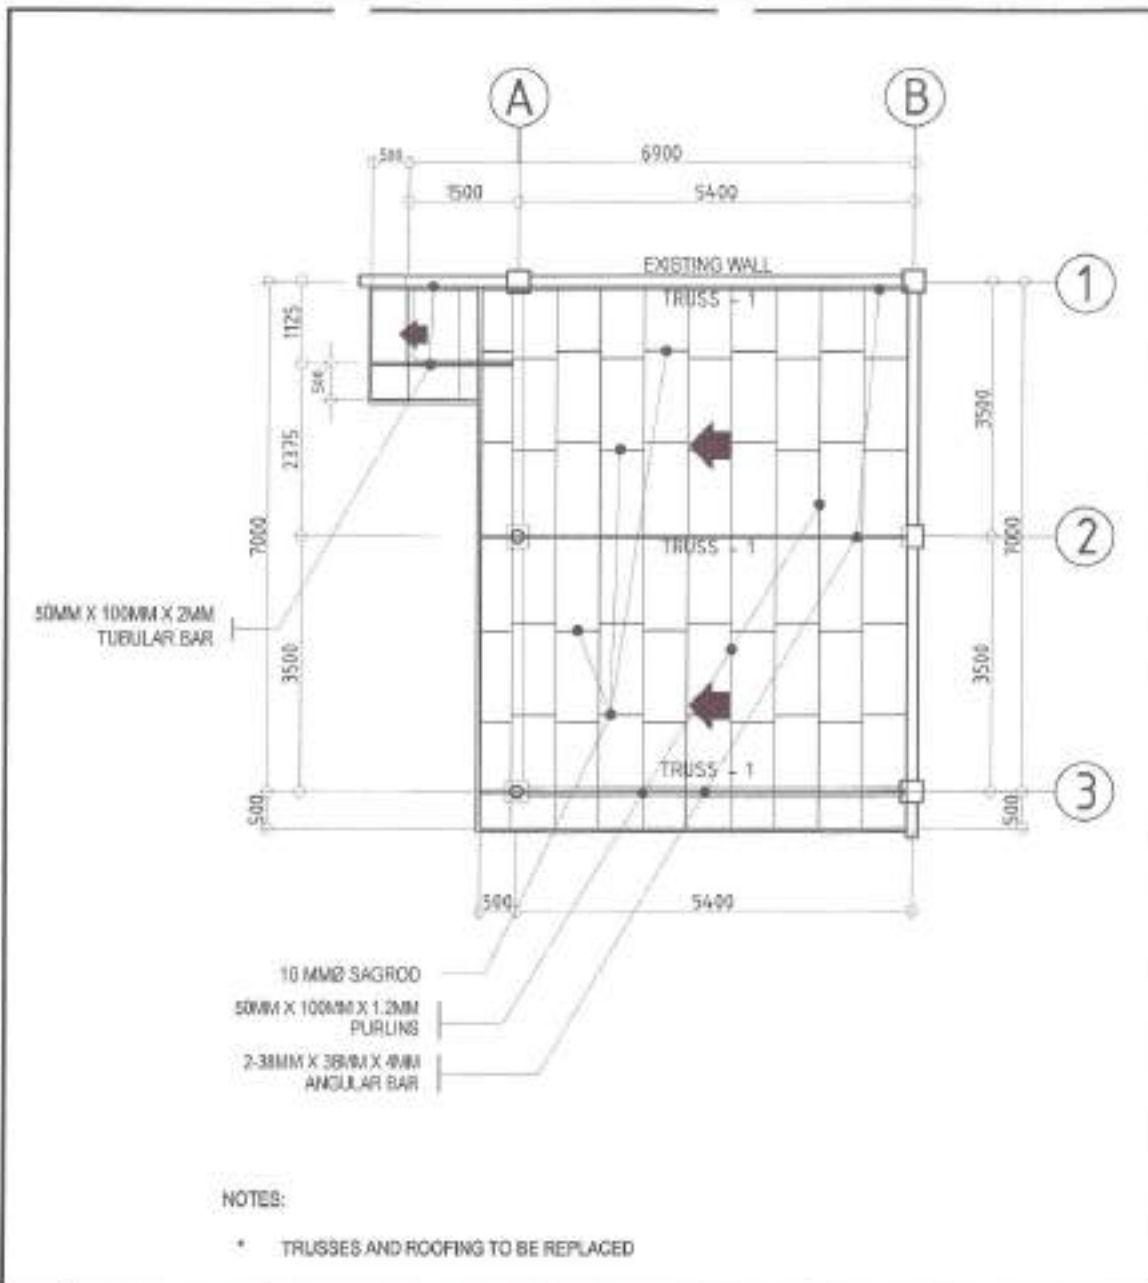 A B
500 6900
1500 5400
EXISTING WALL
TRUSS - 1
1
1125
500
3500
2375
7000
TRUSS - 1
2
7000
50MM X 100MM X 2MM
TUBULAR BAR
3500
3500
TRUSS - 1
3
500
500
500 5400
10 MMØ SAGROD
50MM X 100MM X 1.2MM
PURLINS
2-38MM X 38MM X 4MM
ANGULAR BAR
NOTES:
* TRUSSES AND ROOFING TO BE REPLACED